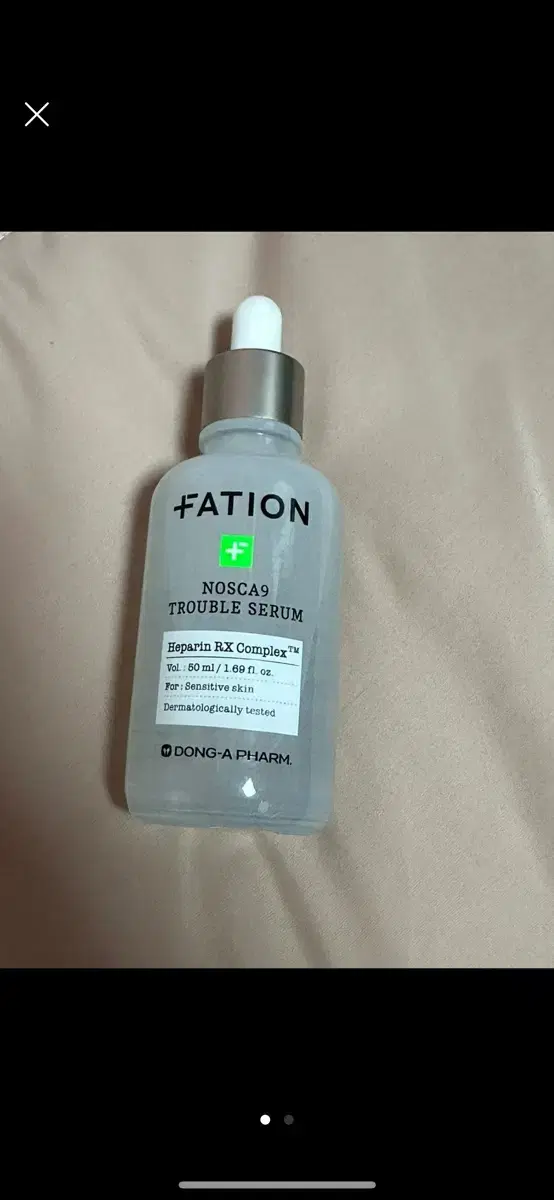 FATION
NOSCA9
TROUBLE SERUM
Heparin RX Complex™
Vol. : 50 ml / 1.69 fl. oz.
For : Sensitive skin
Dermatologically tested
DONG-A PHARM.